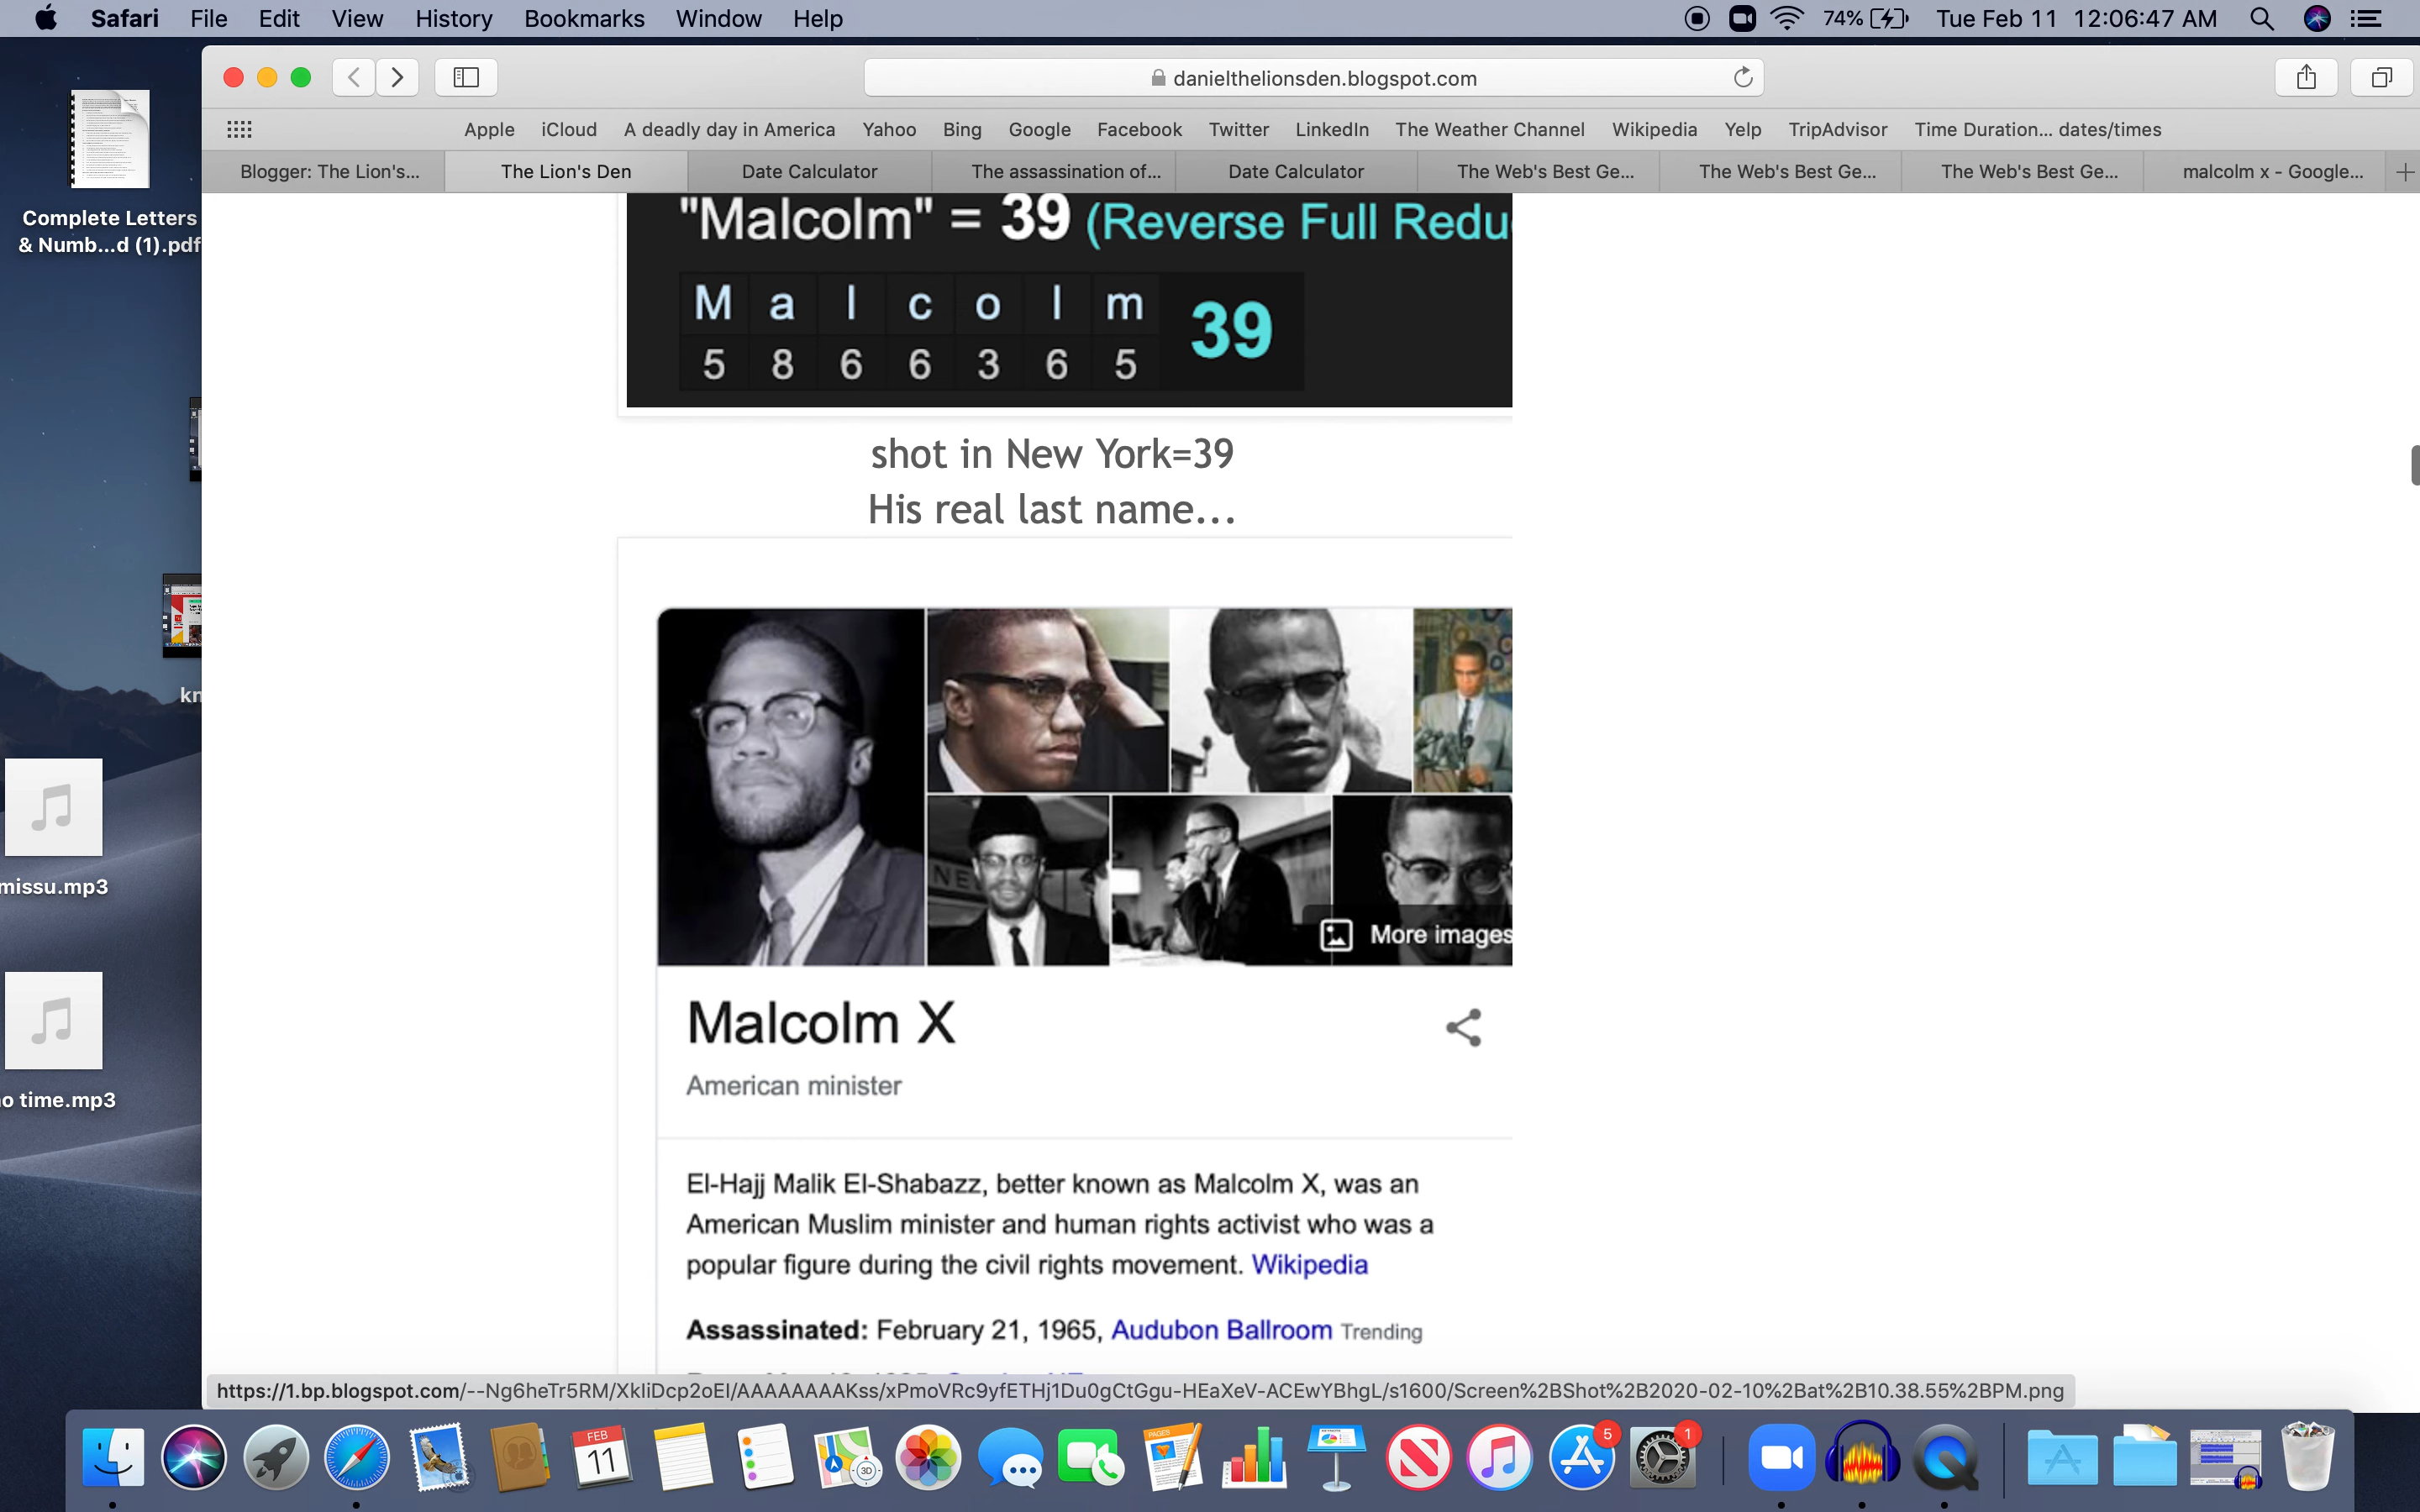 Safari File Edit View History Bookmarks Window Help 74% Tue Feb 11 12:06:47 AM
danielthelionsden.blogspot.com
Apple iCloud A deadly day in America Yahoo Bing Google Facebook Twitter LinkedIn The Weather Channel Wikipedia Yelp TripAdvisor Time Duration... dates/times
Blogger: The Lion's... The Lion's Den Date Calculator The assassination of... Date Calculator The Web's Best Ge... The Web's Best Ge... The Web's Best Ge... malcolm x - Google...
Complete Letters
& Numb...d (1).pdf
kn
missu.mp3
o time.mp3
"Malcolm" = 39 (Reverse Full Redu
M a l c o l m 39
5 8 6 6 3 6 5
shot in New York=39
His real last name...
NE
More images
Malcolm X
American minister
El-Hajj Malik El-Shabazz, better known as Malcolm X, was an
American Muslim minister and human rights activist who was a
popular figure during the civil rights movement. Wikipedia
Assassinated: February 21, 1965, Audubon Ballroom Trending
https://1.bp.blogspot.com/--Ng6heTr5RM/XkIiDcp2oEI/AAAAAAAAKss/xPmoVRc9yfETHj1Du0gCtGgu-HEaXeV-ACEwYBhgL/s1600/Screen%2BShot%2B2020-02-10%2Bat%2B10.38.55%2BPM.png
FEB
11
3D
PAGES
5
1